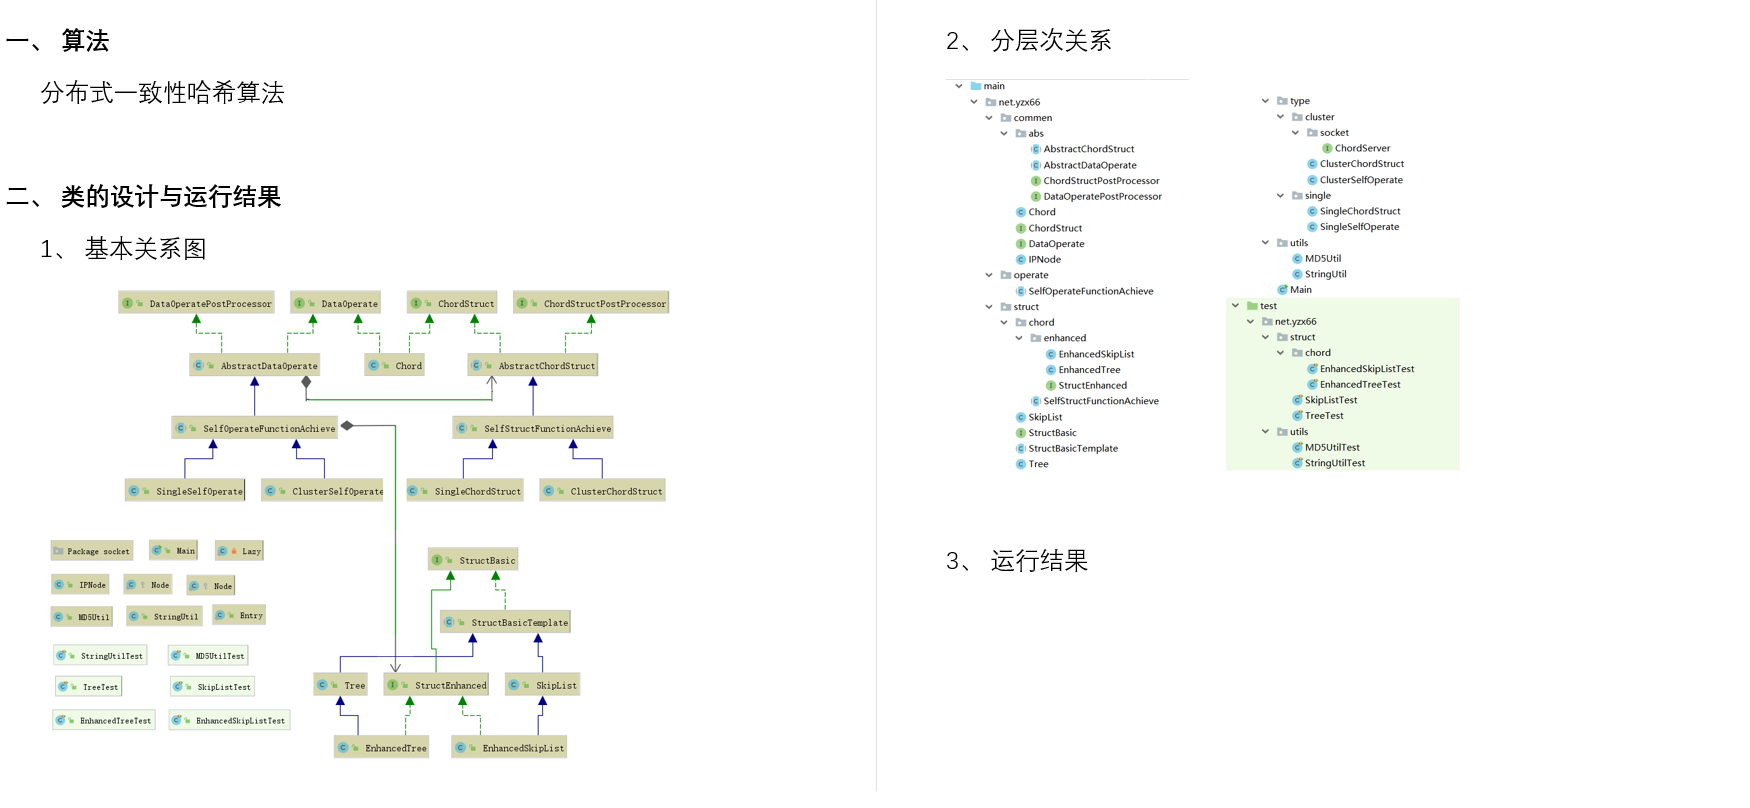 一、 算法
分布式一致性哈希算法
二、 类的设计与运行结果
1、 基本关系图
DataOperatePostProcessor
DataOperate
ChordStruct
ChordStructPostProcessor
AbstractDataOperate
Chord
AbstractChordStruct
SelfOperateFunctionAchieve
SelfStructFunctionAchieve
SingleSelfOperate
ClusterSelfOperate
SingleChordStruct
ClusterChordStruct
Package socket
Main
Lazy
StructBasic
IPNode
Node
Node
MD5Util
StringUtil
Entry
StructBasicTemplate
StringUtilTest
MD5UtilTest
TreeTest
SkipListTest
Tree
StructEnhanced
SkipList
EnhancedTreeTest
EnhancedSkipListTest
EnhancedTree
EnhancedSkipList
2、 分层次关系
main
net.yzx66
commen
abs
AbstractChordStruct
AbstractDataOperate
ChordStructPostProcessor
DataOperatePostProcessor
Chord
ChordStruct
DataOperate
IPNode
operate
SelfOperateFunctionAchieve
struct
chord
enhanced
EnhancedSkipList
EnhancedTree
StructEnhanced
SelfStructFunctionAchieve
SkipList
StructBasic
StructBasicTemplate
Tree
type
cluster
socket
ChordServer
ClusterChordStruct
ClusterSelfOperate
single
SingleChordStruct
SingleSelfOperate
utils
MD5Util
StringUtil
Main
test
net.yzx66
struct
chord
EnhancedSkipListTest
EnhancedTreeTest
SkipListTest
TreeTest
utils
MD5UtilTest
StringUtilTest
3、 运行结果